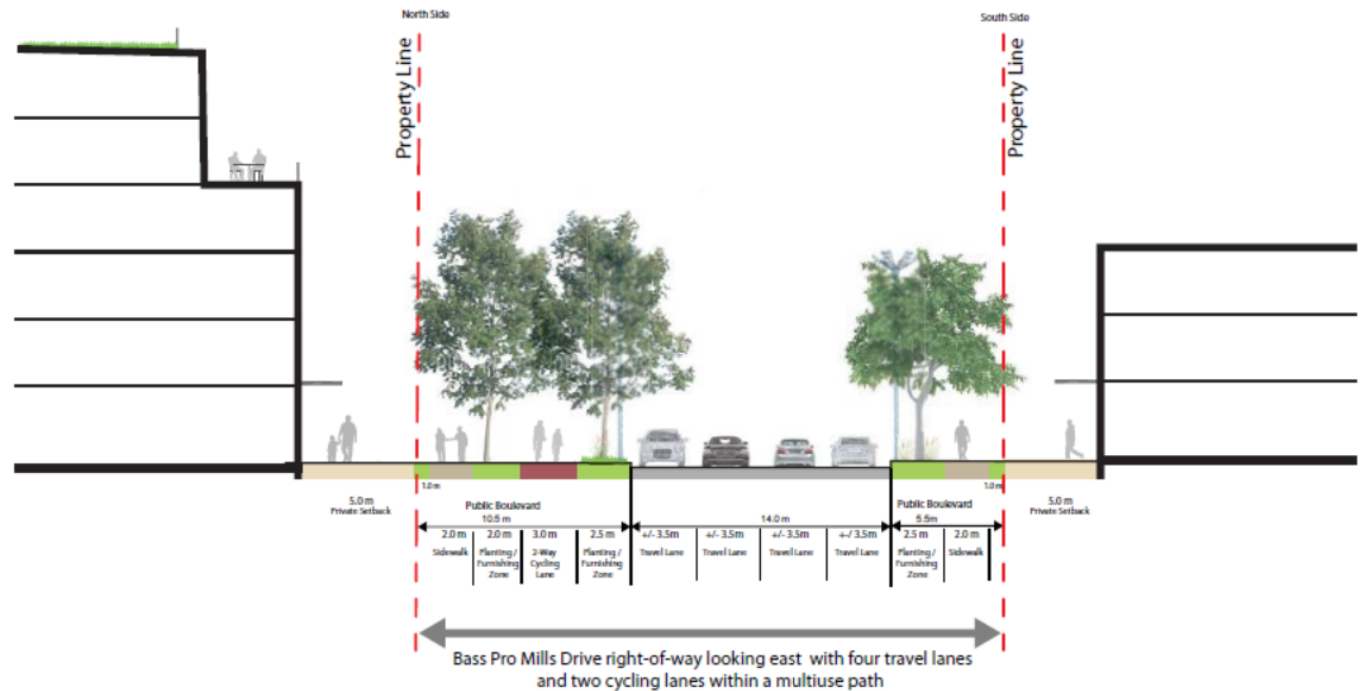 North Side
South Side
Property Line
Property Line
1.0 m
1.0 m
5.0 m
Private Setback
Public Boulevard
10.5 m
14.0 m
Public Boulevard
5.5m
5.0 m
Private Setback
2.0 m
Sidewalk
2.0 m
Planting /
Furnishing
Zone
3.0 m
2-Way
Cycling
Lane
2.5 m
Planting /
Furnishing
Zone
+/- 3.5m
Travel Lane
+/- 3.5m
Travel Lane
+/- 3.5m
Travel Lane
+/- 3.5m
Travel Lane
2.5 m
Planting /
Furnishing
Zone
2.0 m
Sidewalk
Bass Pro Mills Drive right-of-way looking east with four travel lanes
and two cycling lanes within a multiuse path